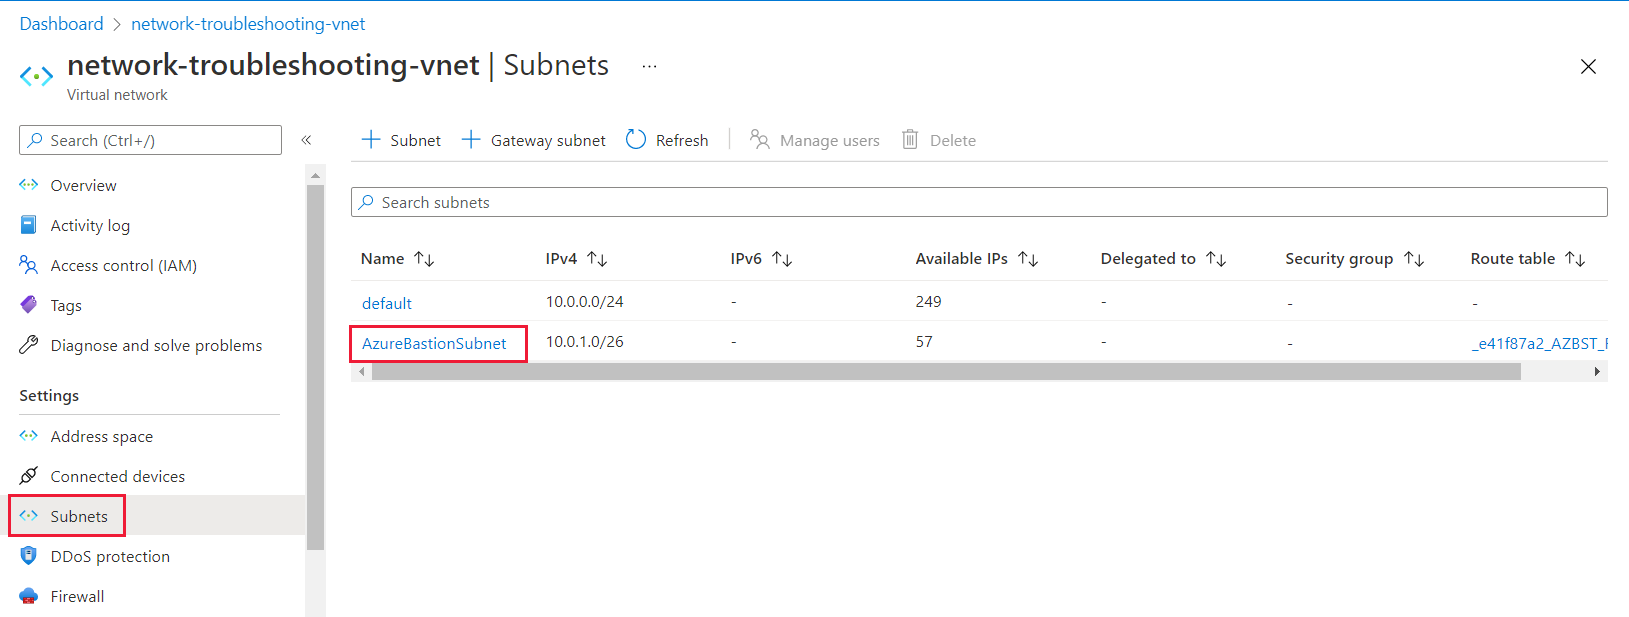 Dashboard > network-troubleshooting-vnet
network-troubleshooting-vnet | Subnets ...
Virtual network
Search (Ctrl+/) «
Overview
Activity log
Access control (IAM)
Tags
Diagnose and solve problems
Settings
Address space
Connected devices
Subnets
DDoS protection
Firewall
+ Subnet + Gateway subnet Refresh | Manage users Delete
Search subnets
Name ↑↓ IPv4 ↑↓ IPv6 ↑↓ Available IPs ↑↓ Delegated to ↑↓ Security group ↑↓ Route table ↑↓
default 10.0.0.0/24 - 249 - - -
AzureBastionSubnet 10.0.1.0/26 - 57 - - _e41f87a2_AZBST_